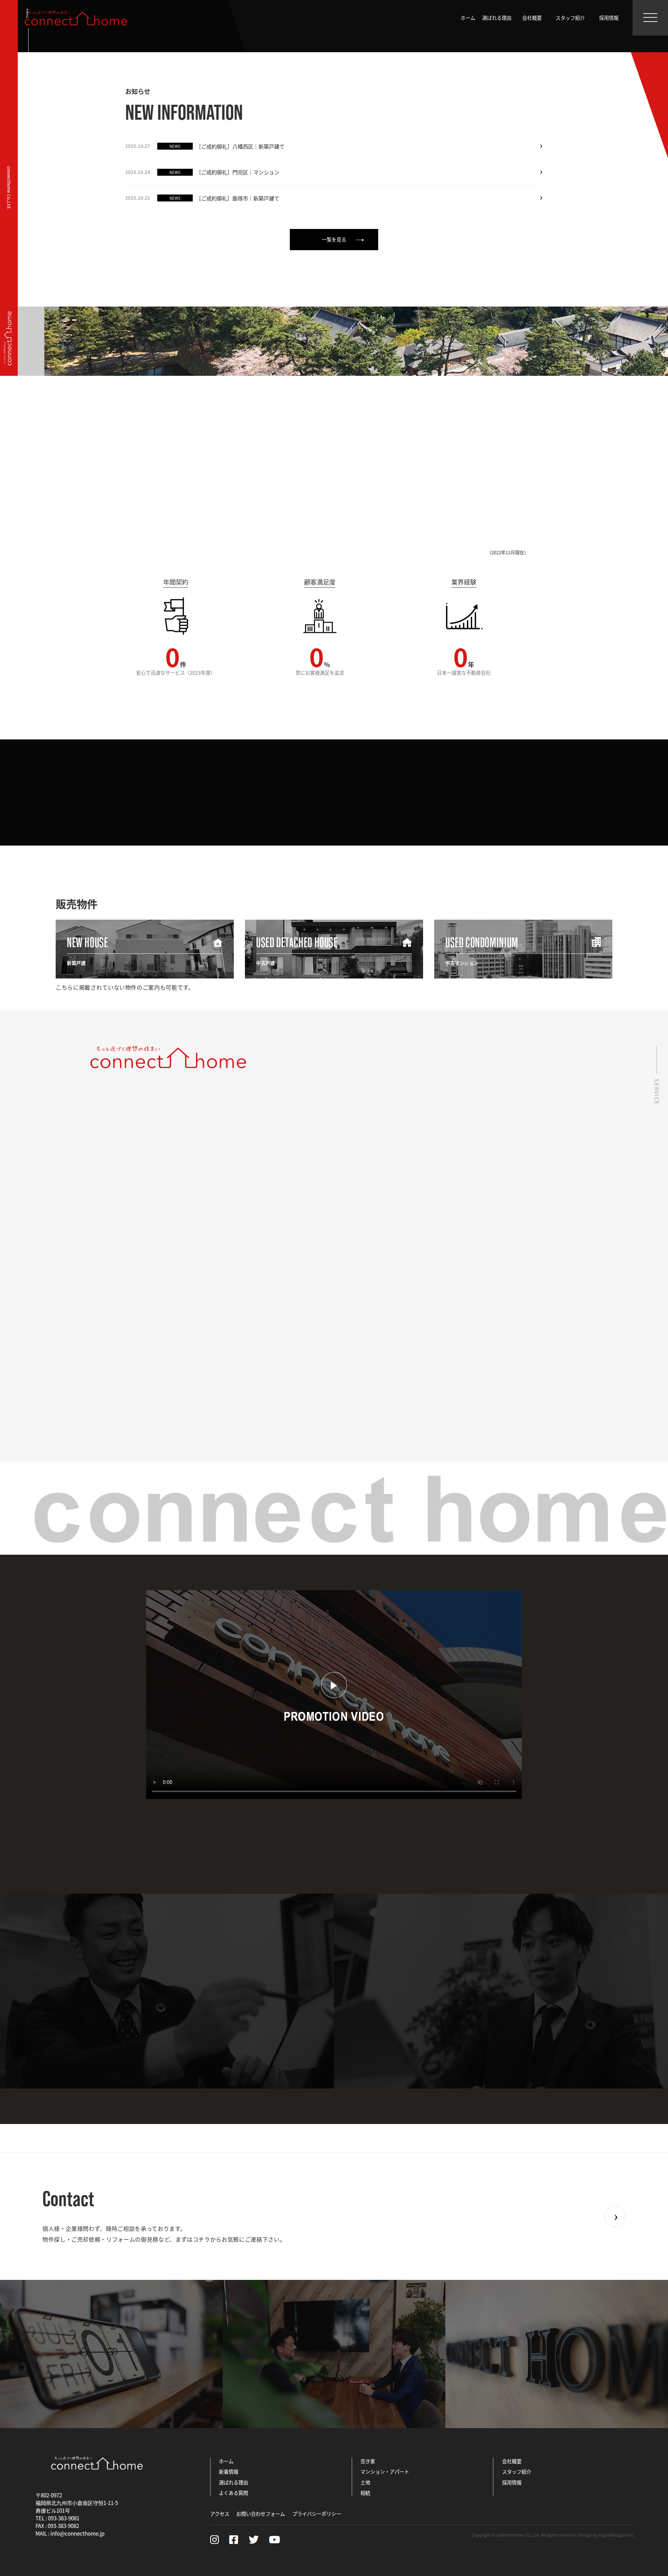 もっと近づく理想の住まい
connect home
ホーム 選ばれる理由 会社概要 スタッフ紹介 採用情報
connecthome Co.,Ltd.
connect home
お知らせ
NEW INFORMATION
2025.10.27 NEWS [ご成約御礼] 八幡西区｜新築戸建て
2025.10.24 NEWS [ご成約御礼] 門司区｜マンション
2025.10.21 NEWS [ご成約御礼] 飯塚市｜新築戸建て
一覧を見る
（2022年11月現在）
年間契約
0件
安心で迅速なサービス（2023年度）
顧客満足度
0%
常にお客様満足を追求
業界経験
0年
日本一誠実な不動産会社
販売物件
NEW HOUSE
新築戸建
USED DETACHED HOUSE
中古戸建
USED CONDOMINIUM
中古マンション
こちらに掲載されていない物件のご案内も可能です。
もっと近づく理想の住まい
connect home
SERVICE
connect home
PROMOTION VIDEO
0:00
Contact
個人様・企業様問わず、随時ご相談を承っております。
物件探し・ご売却依頼・リフォームの御見積など、まずはコチラからお気軽にご連絡下さい。
もっと近づく理想の住まい
connect home
〒802-0972
福岡県北九州市小倉南区守恒1-11-5
寿康ビル101号
TEL : 093-383-9081
FAX : 093-383-9082
MAIL : info@connecthome.jp
ホーム
新着情報
選ばれる理由
よくある質問
空き家
マンション・アパート
土地
相続
会社概要
スタッフ紹介
採用情報
アクセス お問い合わせフォーム プライバシーポリシー